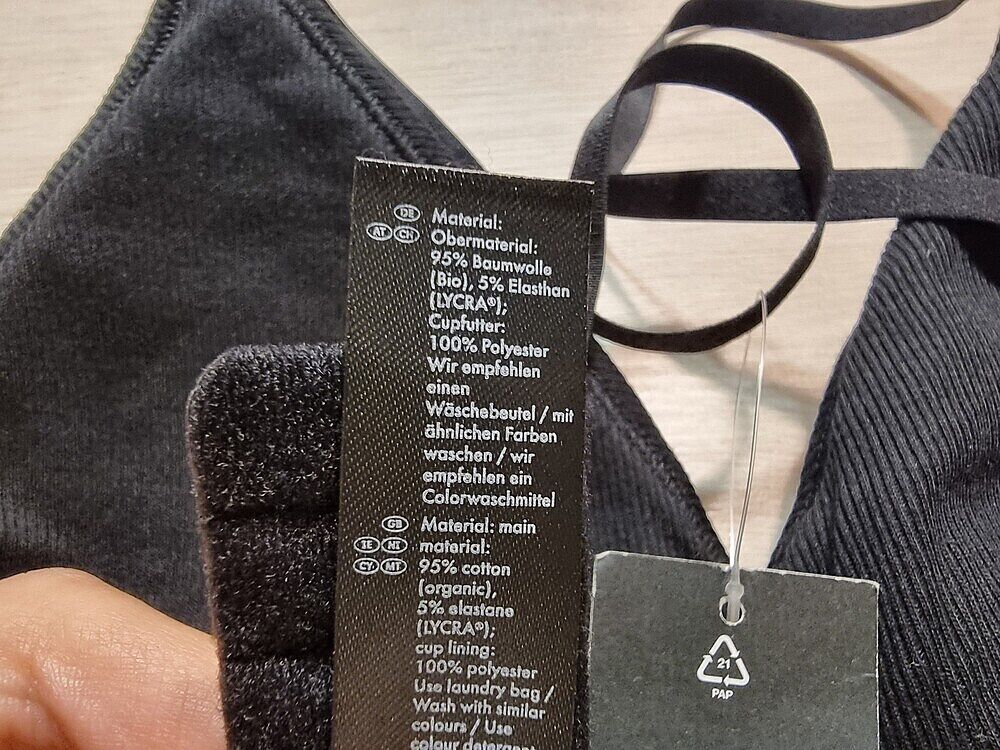 DE Material:
AT CH Obermaterial:
95% Baumwolle
(Bio), 5% Elasthan
(LYCRA®);
Cupfutter:
100% Polyester
Wir empfehlen
einen
Wäschebeutel / mit
ähnlichen Farben
waschen / wir
empfehlen ein
Colorwaschmittel
GB Material: main
IE NI material:
CY MT 95% cotton
(organic),
5% elastane
(LYCRA®);
cup lining:
100% polyester
Use laundry bag /
Wash with similar
colours / Use
colour detergent
21
PAP